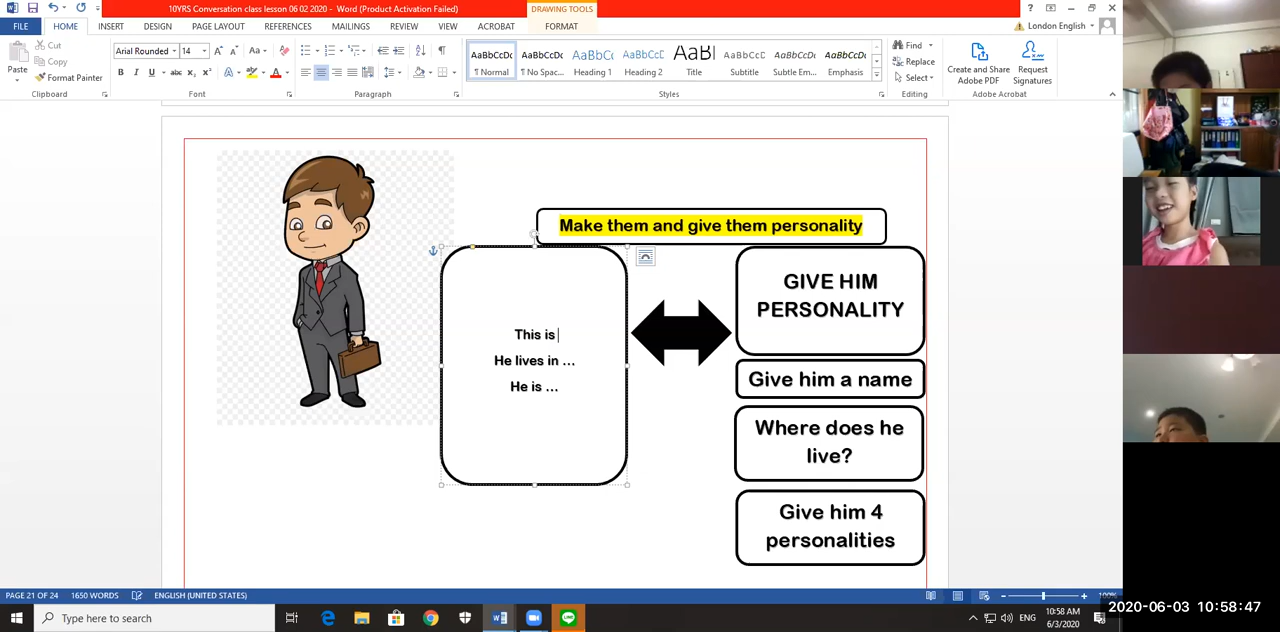 10YRS Conversation class lesson 06 02 2020 - Word (Product Activation Failed)
DRAWING TOOLS
FILE HOME INSERT DESIGN PAGE LAYOUT REFERENCES MAILINGS REVIEW VIEW ACROBAT FORMAT
London English
Paste
Cut
Copy
Format Painter
Clipboard
Arial Rounded 14
Font
Paragraph
AaBbCcDc AaBbCcDc AaBbCc AaBbCcD AaBl AaBbCcD AaBbCcDc AaBbCcDc
¶ Normal ¶ No Spac... Heading 1 Heading 2 Title Subtitle Subtle Em... Emphasis
Styles
Find
Replace
Select
Editing
Create and Share Adobe PDF
Request Signatures
Adobe Acrobat
Make them and give them personality
This is
He lives in ...
He is ...
GIVE HIM
PERSONALITY
Give him a name
Where does he
live?
Give him 4
personalities
PAGE 21 OF 24 1650 WORDS ENGLISH (UNITED STATES) 100%
Type here to search
ENG
10:58 AM
6/3/2020
2020-06-03 10:58:47